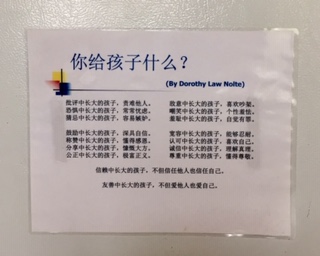 你给孩子什么？
(By Dorothy Law Nolte)
批评中长大的孩子，责难他人。
恐惧中长大的孩子，常常忧虑。
猜忌中长大的孩子，容易嫉妒。
敌意中长大的孩子，喜欢吵架。
嘲笑中长大的孩子，个性羞怯。
羞耻中长大的孩子，自觉有罪。
鼓励中长大的孩子，深具自信。
称赞中长大的孩子，懂得感恩。
分享中长大的孩子，慷慨大方。
公正中长大的孩子，极富正义。
宽容中长大的孩子，能够忍耐。
认可中长大的孩子，喜欢自己。
诚信中长大的孩子，理解真理。
尊重中长大的孩子，懂得尊敬。
信赖中长大的孩子，不但信任他人也信任自己。
友善中长大的孩子，不但爱他人也爱自己。